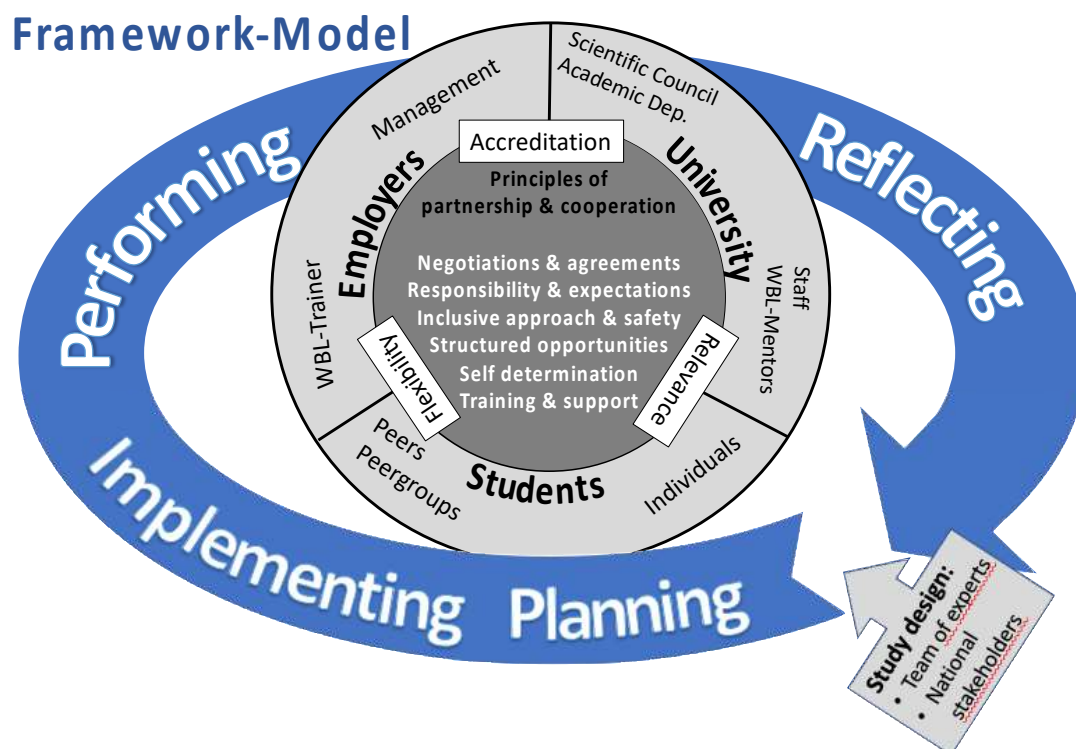 Framework-Model
Management
Scientific Council
Academic Dep.
Accreditation
Employers
University
Principles of
partnership & cooperation
Negotiations & agreements
Responsibility & expectations
Inclusive approach & safety
Structured opportunities
Self determination
Training & support
WBL-Trainer
Staff
WBL-Mentors
Flexibility
Relevance
Peers
Peergroups
Students
Individuals
Performing
Reflecting
Implementing
Planning
Study design:
• Team of experts
• National
stakeholders